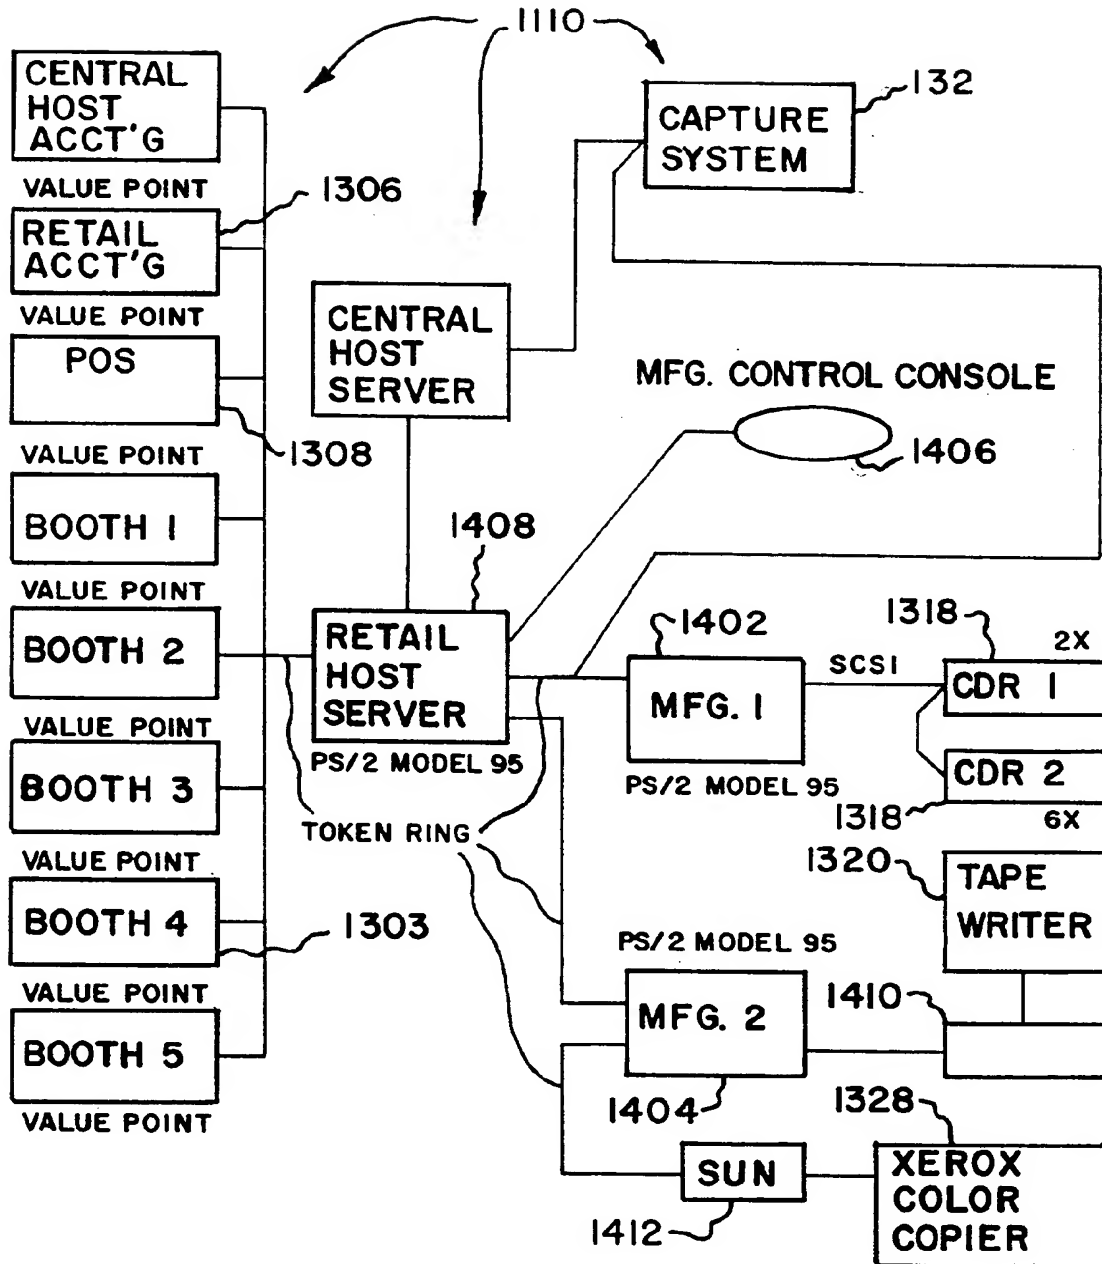 1110
CENTRAL
HOST
ACCT'G
VALUE POINT
1306
RETAIL
ACCT'G
VALUE POINT
POS
1308
VALUE POINT
BOOTH 1
VALUE POINT
BOOTH 2
VALUE POINT
BOOTH 3
VALUE POINT
BOOTH 4
1303
VALUE POINT
BOOTH 5
VALUE POINT
CAPTURE
SYSTEM
132
CENTRAL
HOST
SERVER
MFG. CONTROL CONSOLE
1406
1408
RETAIL
HOST
SERVER
PS/2 MODEL 95
TOKEN RING
1402
MFG. 1
PS/2 MODEL 95
SCSI
1318
2X
CDR 1
CDR 2
1318
6X
1320
TAPE
WRITER
PS/2 MODEL 95
MFG. 2
1404
1410
1328
SUN
1412
XEROX
COLOR
COPIER